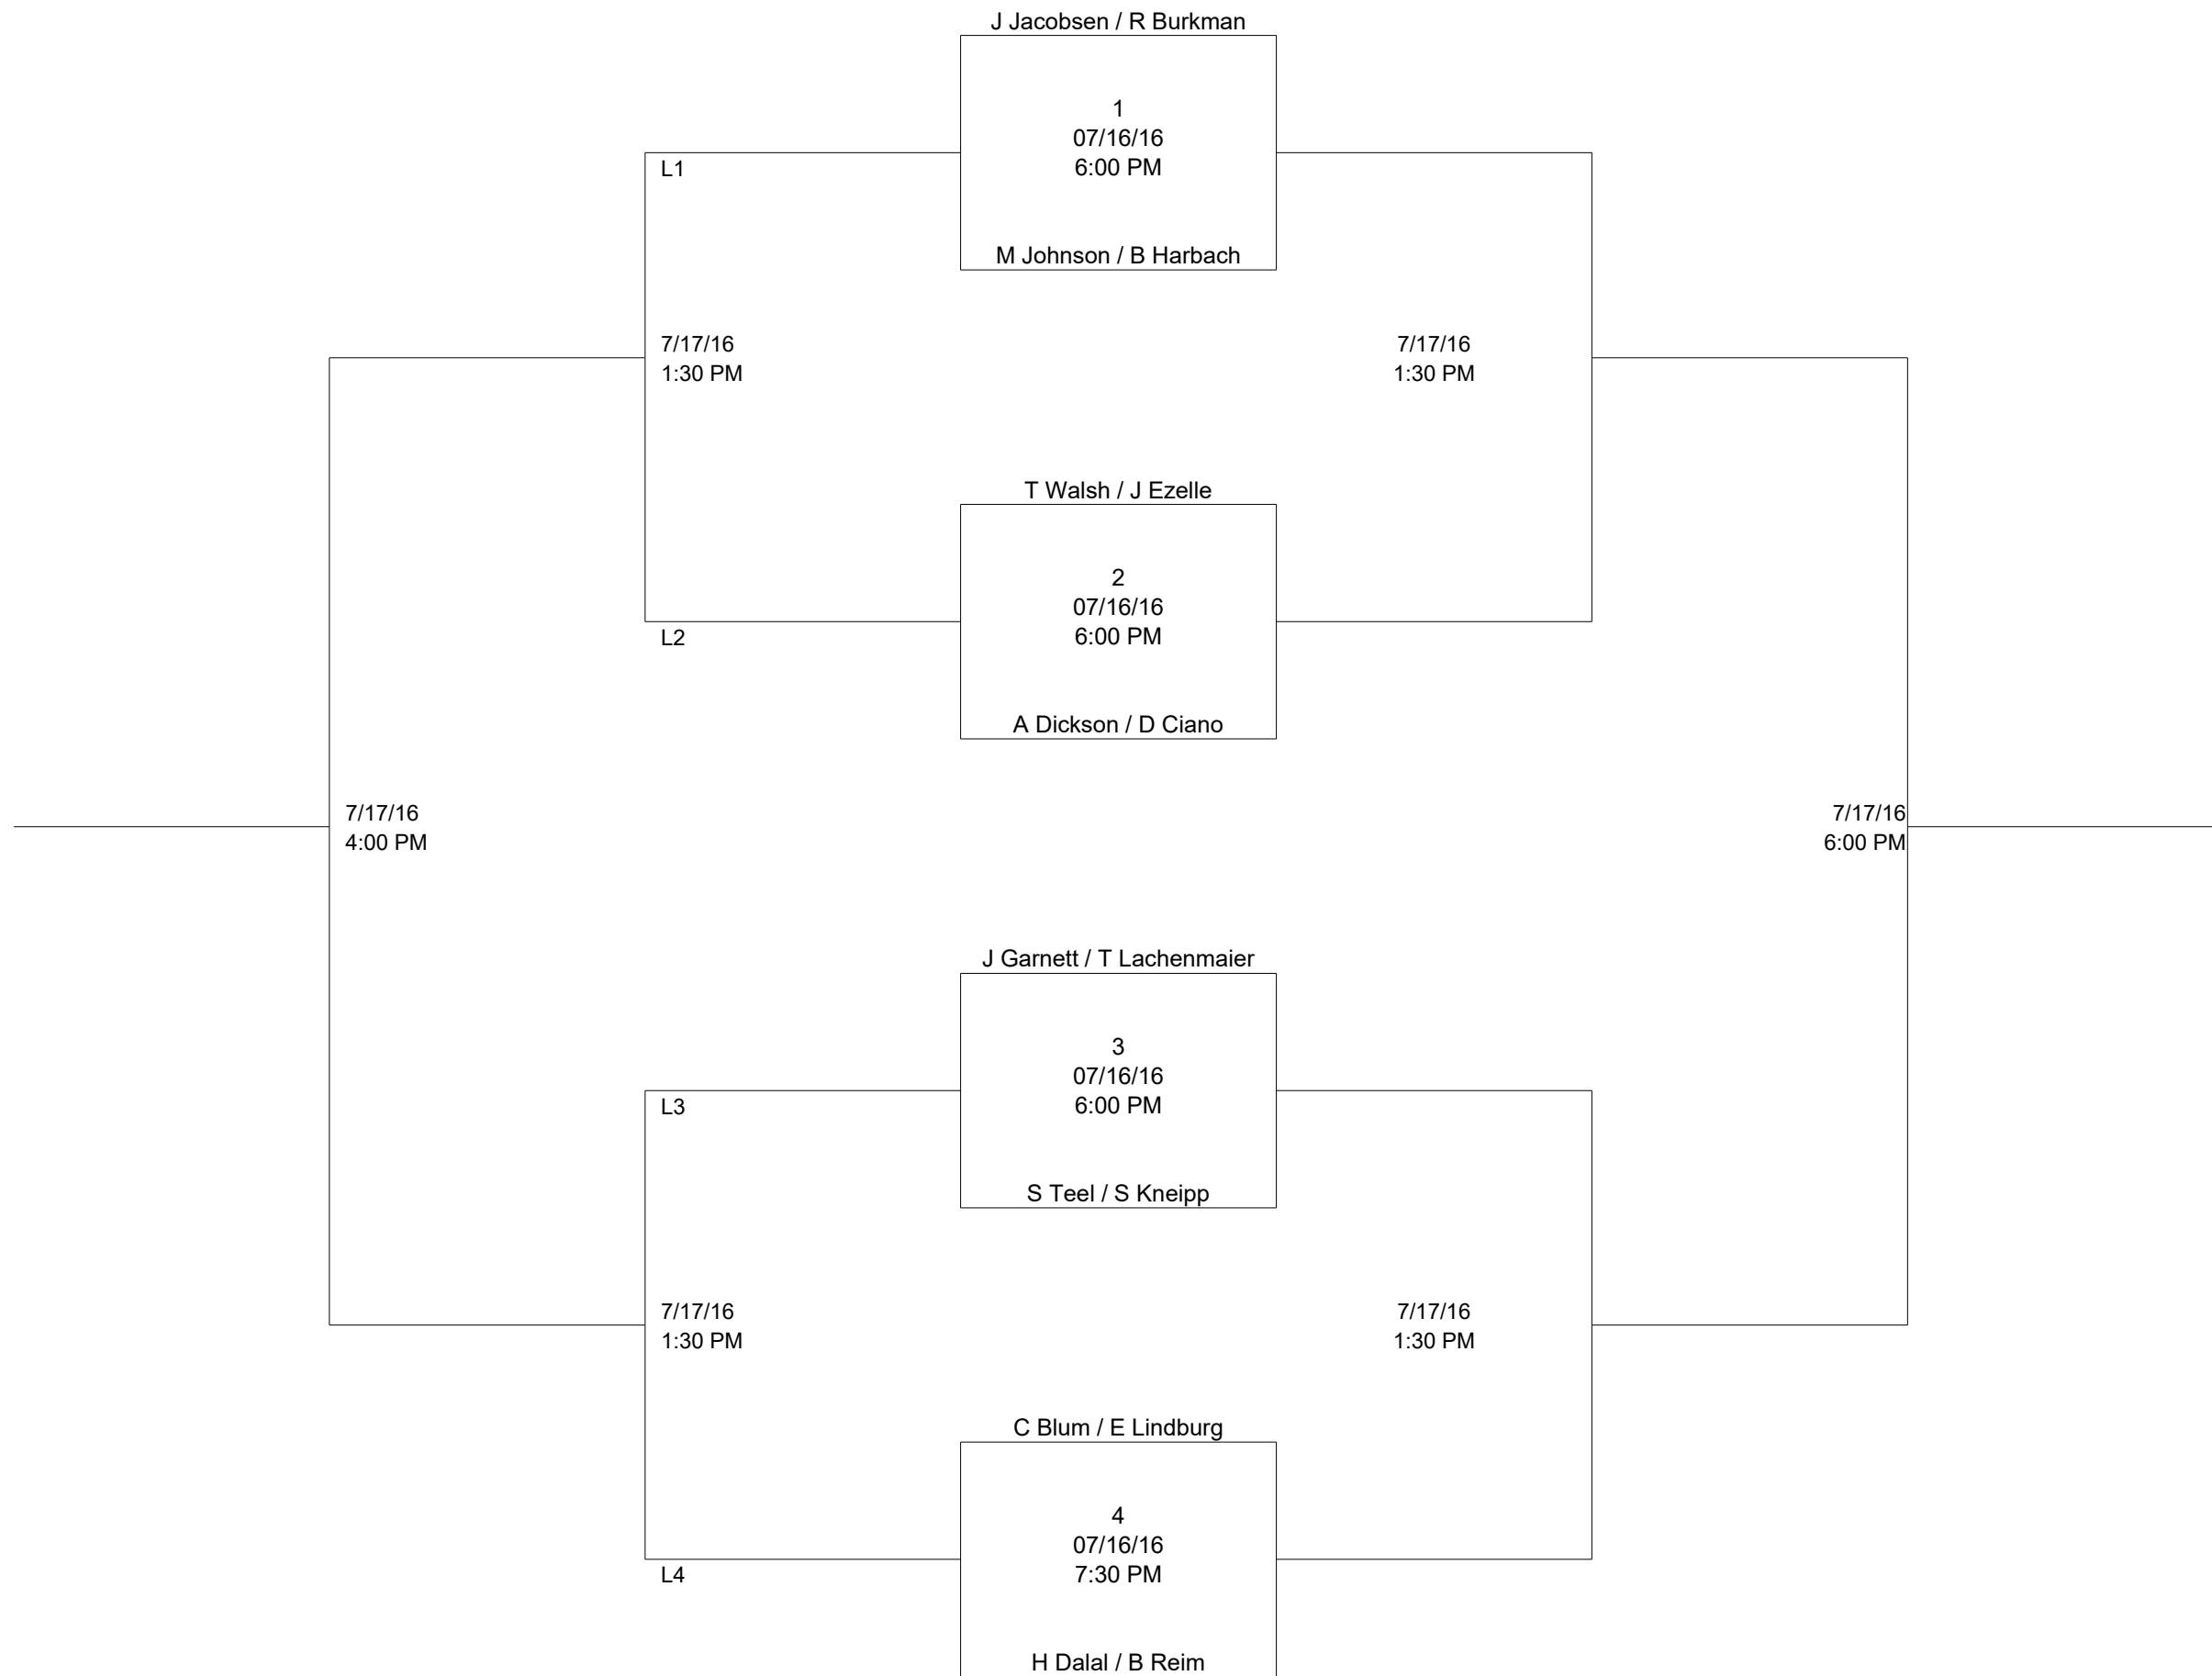 J Jacobsen / R Burkman
1
07/16/16
6:00 PM
L1
M Johnson / B Harbach
7/17/16
1:30 PM
7/17/16
1:30 PM
T Walsh / J Ezelle
2
07/16/16
6:00 PM
L2
A Dickson / D Ciano
7/17/16
4:00 PM
7/17/16
6:00 PM
J Garnett / T Lachenmaier
3
07/16/16
6:00 PM
L3
S Teel / S Kneipp
7/17/16
1:30 PM
7/17/16
1:30 PM
C Blum / E Lindburg
4
07/16/16
7:30 PM
L4
H Dalal / B Reim